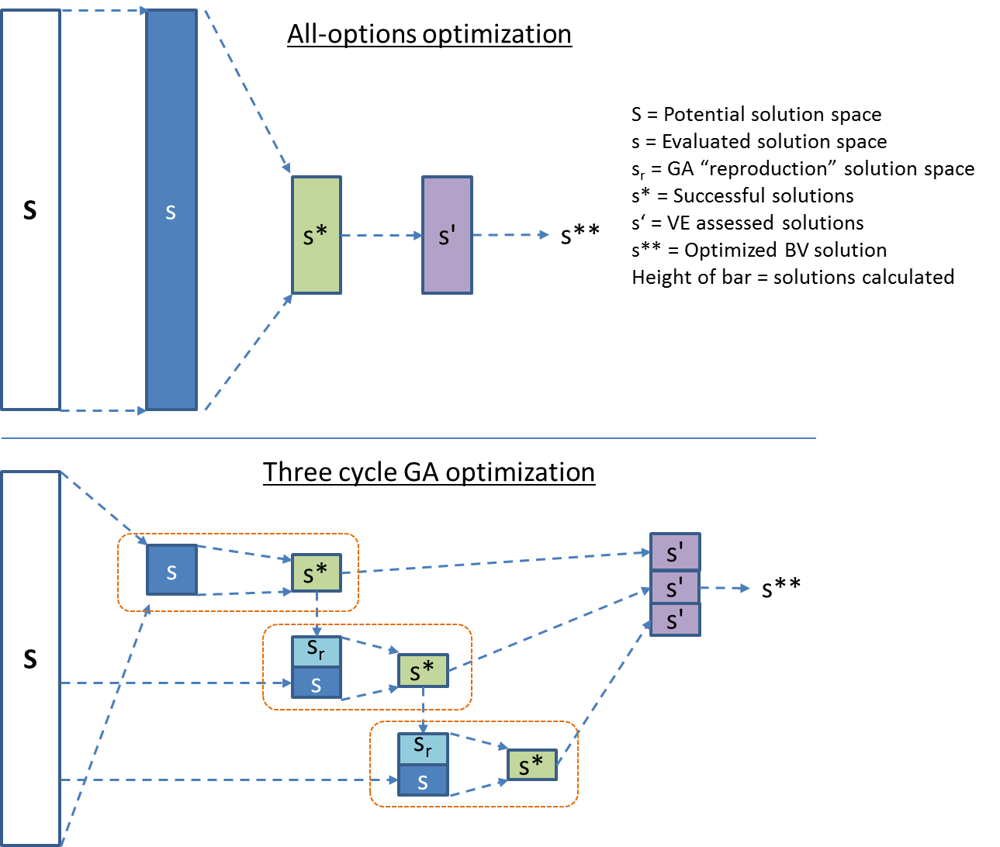 All-options optimization
S = Potential solution space
s = Evaluated solution space
sr = GA “reproduction” solution space
s* = Successful solutions
s‘ = VE assessed solutions
s** = Optimized BV solution
Height of bar = solutions calculated
S
s
s*
s'
s**
Three cycle GA optimization
S
s
s*
sr
s
s*
sr
s
s*
s'
s'
s'
s**